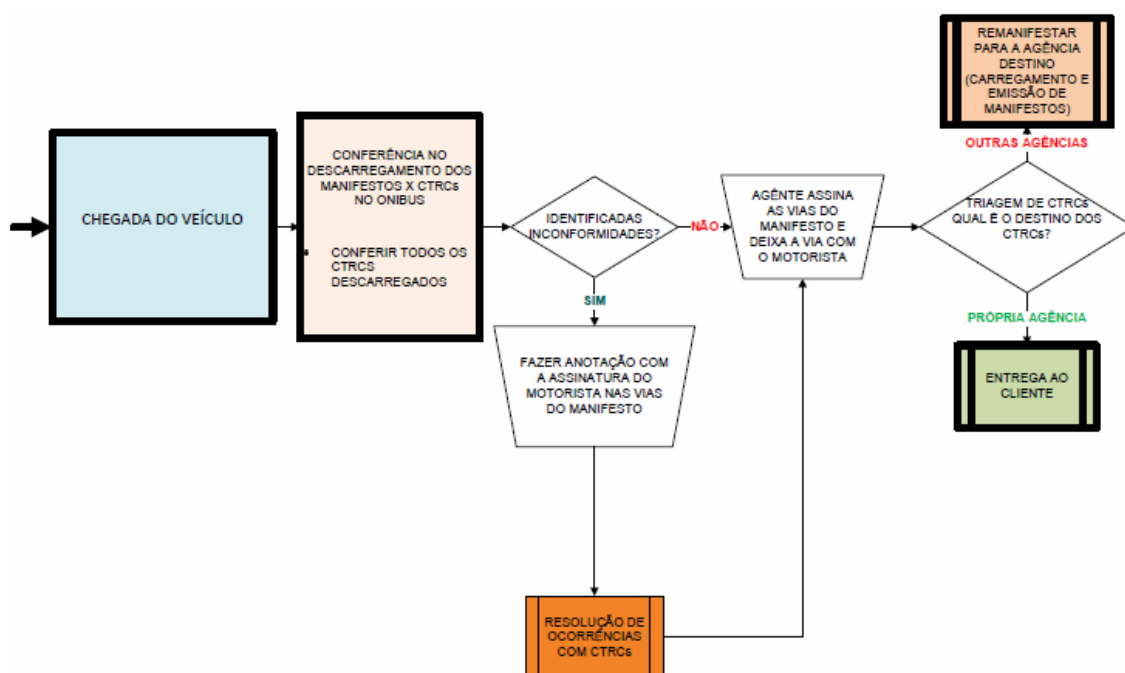 CHEGADA DO VEÍCULO
CONFERÊNCIA NO
DESCARREGAMENTO DOS
MANIFESTOS X CTRCs
NO ONIBUS
CONFERIR TODOS OS
CTRCS
DESCARREGADOS
IDENTIFICADAS
INCONFORMIDADES?
NÃO
SIM
FAZER ANOTAÇÃO COM
A ASSINATURA DO
MOTORISTA NAS VIAS
DO MANIFESTO
RESOLUÇÃO DE
OCORRÊNCIAS
COM CTRCs
AGÊNTE ASSINA
AS VIAS DO
MANIFESTO E
DEIXA A VIA COM
O MOTORISTA
TRIAGEM DE CTRCs
QUAL É O DESTINO DOS
CTRCs?
OUTRAS AGÊNCIAS
REMANIFESTAR
PARA A AGÊNCIA
DESTINO
(CARREGAMENTO E
EMISSÃO DE
MANIFESTOS)
PRÓPRIA AGÊNCIA
ENTREGA AO
CLIENTE